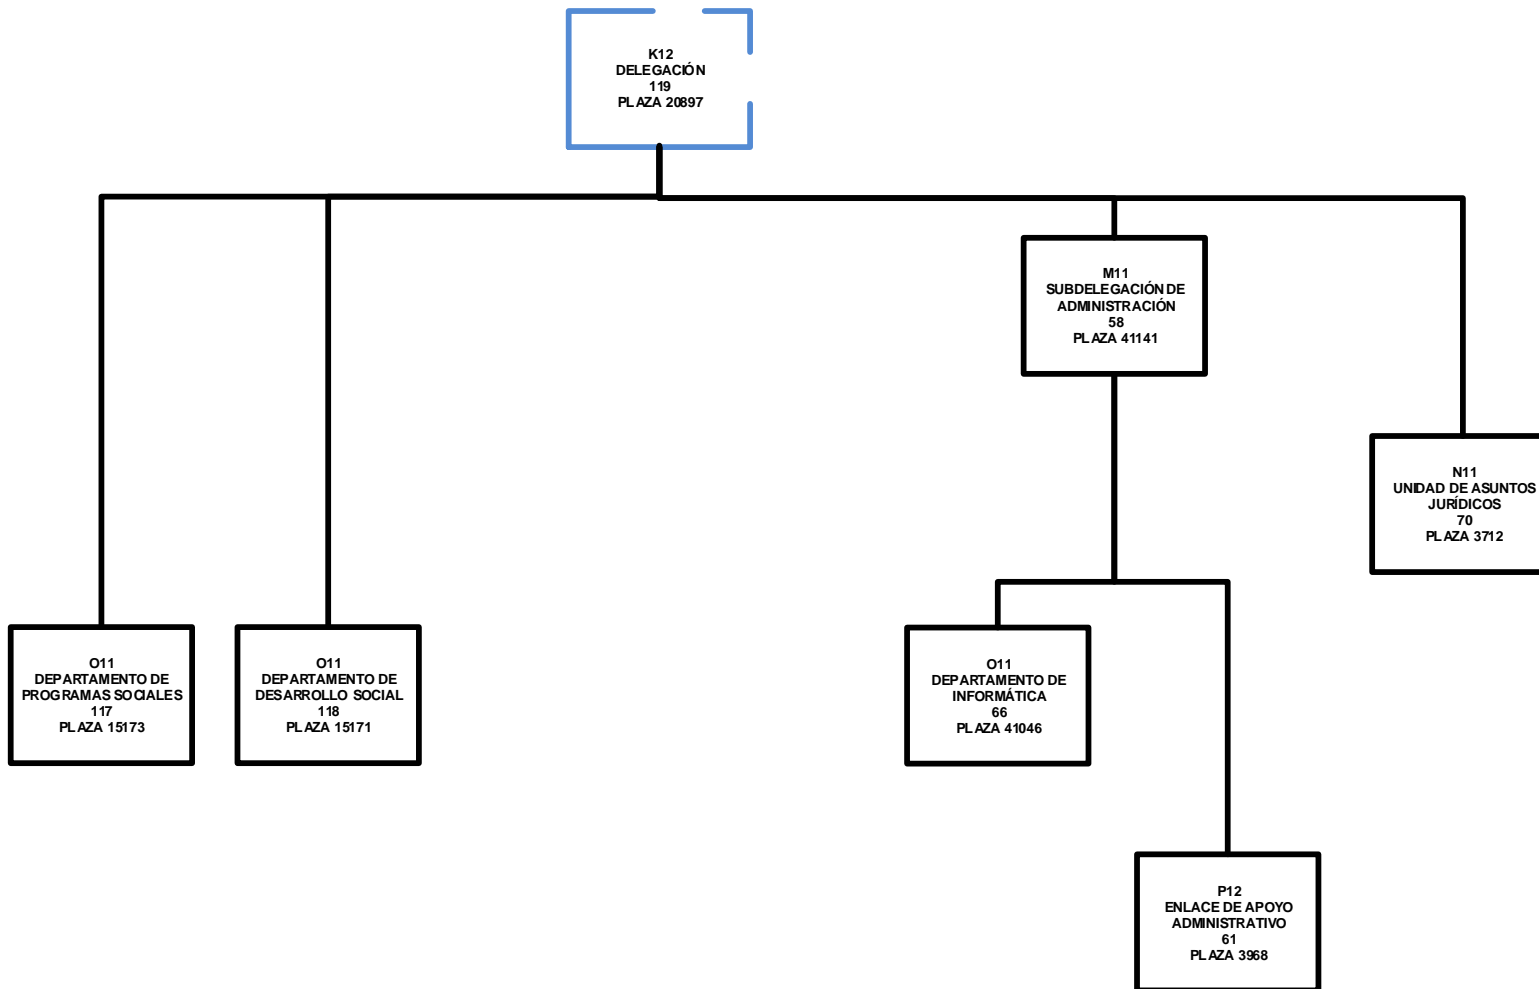 K12
DELEGACIÓN
119
PLAZA 20897
M11
SUBDELEGACIÓN DE
ADMINISTRACIÓN
58
PLAZA 41141
N11
UNIDAD DE ASUNTOS
JURÍDICOS
70
PLAZA 3712
O11
DEPARTAMENTO DE
PROGRAMAS SOCIALES
117
PLAZA 15173
O11
DEPARTAMENTO DE
DESARROLLO SOCIAL
118
PLAZA 15171
O11
DEPARTAMENTO DE
INFORMÁTICA
66
PLAZA 41046
P12
ENLACE DE APOYO
ADMINISTRATIVO
61
PLAZA 3968